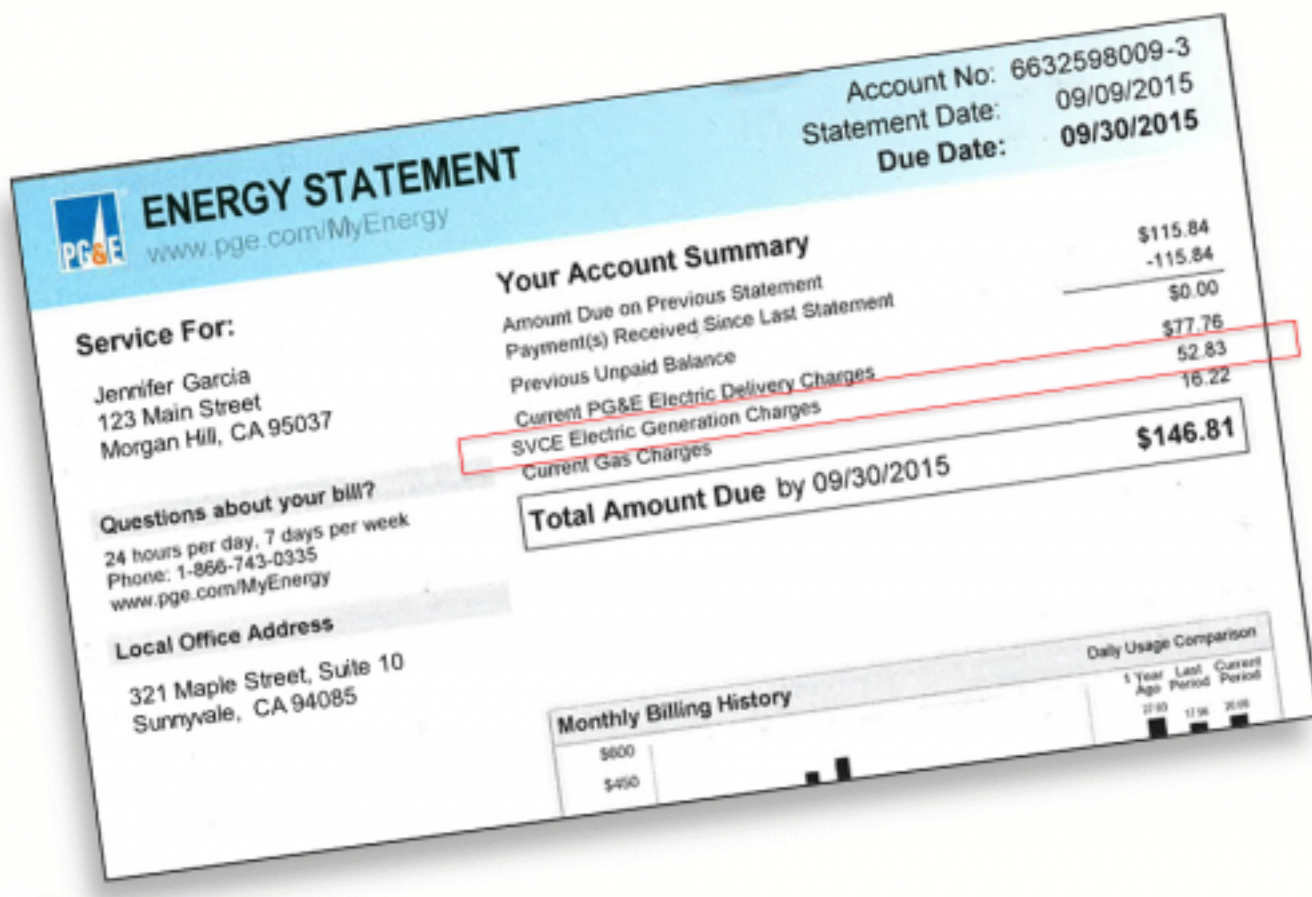 Account No: 6632598009-3
Statement Date: 09/09/2015
Due Date: 09/30/2015
PG&E
ENERGY STATEMENT
www.pge.com/MyEnergy
Service For:
Jennifer Garcia
123 Main Street
Morgan Hill, CA 95037
Questions about your bill?
24 hours per day, 7 days per week
Phone: 1-866-743-0335
www.pge.com/MyEnergy
Local Office Address
321 Maple Street, Suite 10
Sunnyvale, CA 94085
Your Account Summary
Amount Due on Previous Statement $115.84
Payment(s) Received Since Last Statement -115.84
Previous Unpaid Balance $0.00
Current PG&E Electric Delivery Charges $77.76
SVCE Electric Generation Charges 52.83
Current Gas Charges 16.22
Total Amount Due by 09/30/2015 $146.81
Monthly Billing History
Daily Usage Comparison
1 Year Ago
Last Period
Current Period
17.96
$600
$450